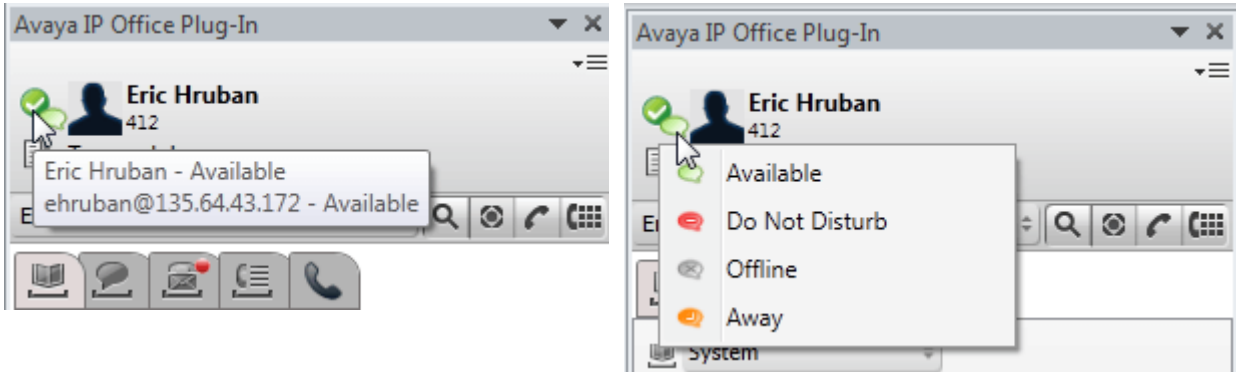 Avaya IP Office Plug-In
Eric Hruban
412
Eric Hruban - Available
ehruban@135.64.43.172 - Available
E
Avaya IP Office Plug-In
Eric Hruban
412
Available
Do Not Disturb
Offline
Away
System